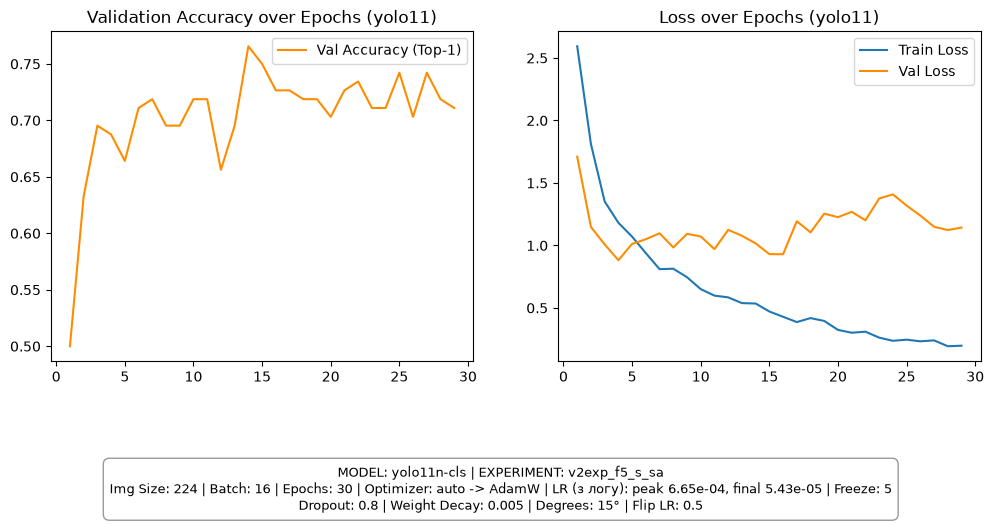 Validation Accuracy over Epochs (yolo11)
Val Accuracy (Top-1)
0.75
0.70
0.65
0.60
0.55
0.50
0 5 10 15 20 25 30
Loss over Epochs (yolo11)
Train Loss
Val Loss
2.5
2.0
1.5
1.0
0.5
0 5 10 15 20 25 30
MODEL: yolo11n-cls | EXPERIMENT: v2exp_f5_s_sa
Img Size: 224 | Batch: 16 | Epochs: 30 | Optimizer: auto -> AdamW | LR (з логу): peak 6.65e-04, final 5.43e-05 | Freeze: 5
Dropout: 0.8 | Weight Decay: 0.005 | Degrees: 15° | Flip LR: 0.5